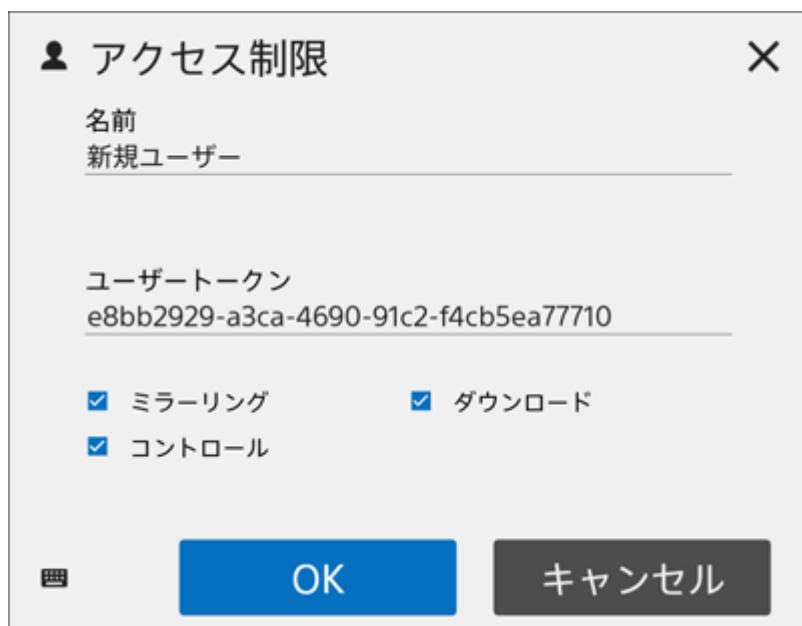 アクセス制限
名前
新規ユーザー
ユーザートークン
e8bb2929-a3ca-4690-91c2-f4cb5ea77710
ミラーリング ダウンロード
コントロール
OK キャンセル